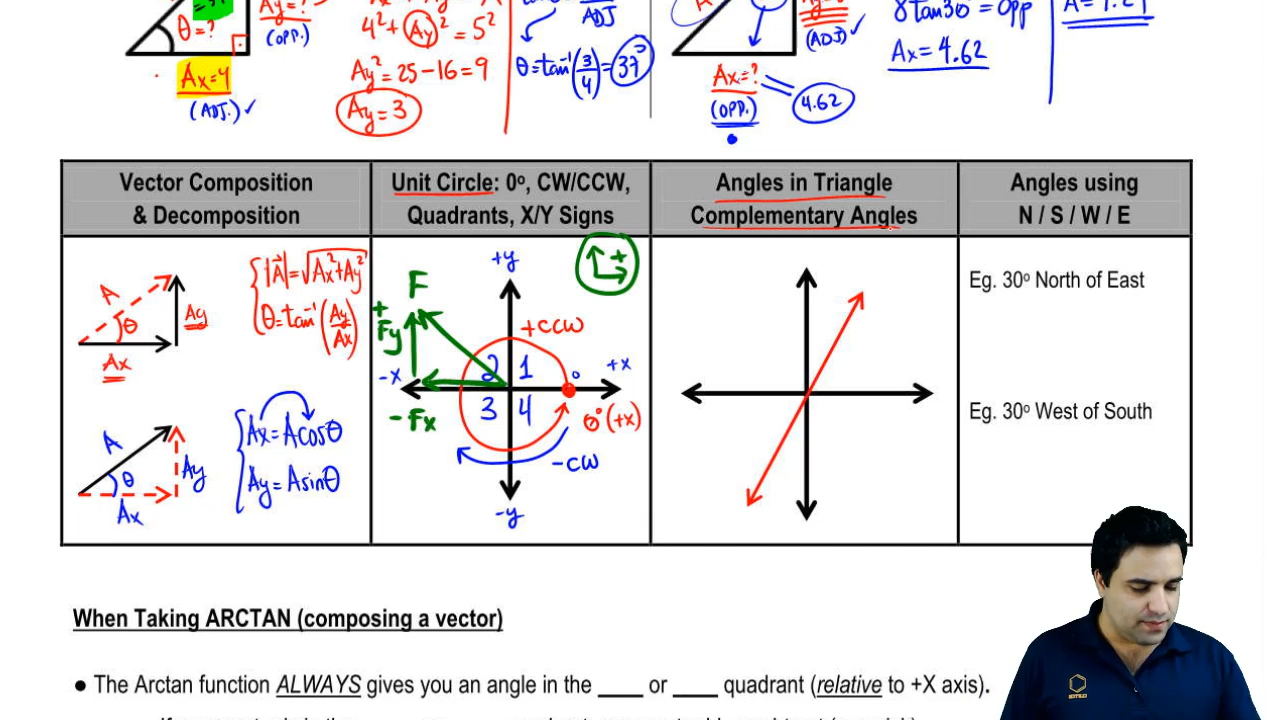 θ=?
(OPP.)
Ax=4
(ADJ.) ✓
4² + Ay² = 5²
Ay² = 25 - 16 = 9
Ay = 3
ADJ
θ=tan⁻¹(3/4)=37°
(ADJ) ✓
Ax=?
(OPP.)
4.62
8tan30° = Opp
Ax = 4.62
Vector Composition
& Decomposition
Unit Circle: 0º, CW/CCW,
Quadrants, X/Y Signs
Angles in Triangle
Complementary Angles
Angles using
N / S / W / E
A
θ
Ay
Ax
|A|=√Ax²+Ay²
θ=tan⁻¹(Ay/Ax)
A
θ
Ay
Ax
Ax = Acosθ
Ay = Asinθ
+y
+
F
+
Fy
+CCW
2 1
-x
+x
3 4
-Fx
0° (+x)
-CW
-y
Eg. 30º North of East
Eg. 30º West of South
When Taking ARCTAN (composing a vector)
● The Arctan function ALWAYS gives you an angle in the ____ or ____ quadrant (relative to +X axis).